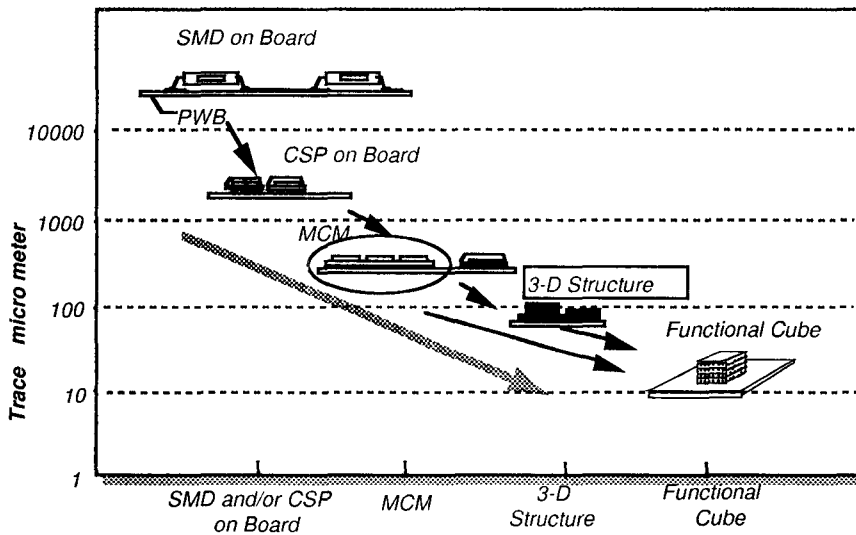 SMD on Board
PWB
10000
CSP on Board
1000
MCM
3-D Structure
100
Functional Cube
10
1
Trace micro meter
SMD and/or CSP
on Board
MCM
3-D
Structure
Functional
Cube